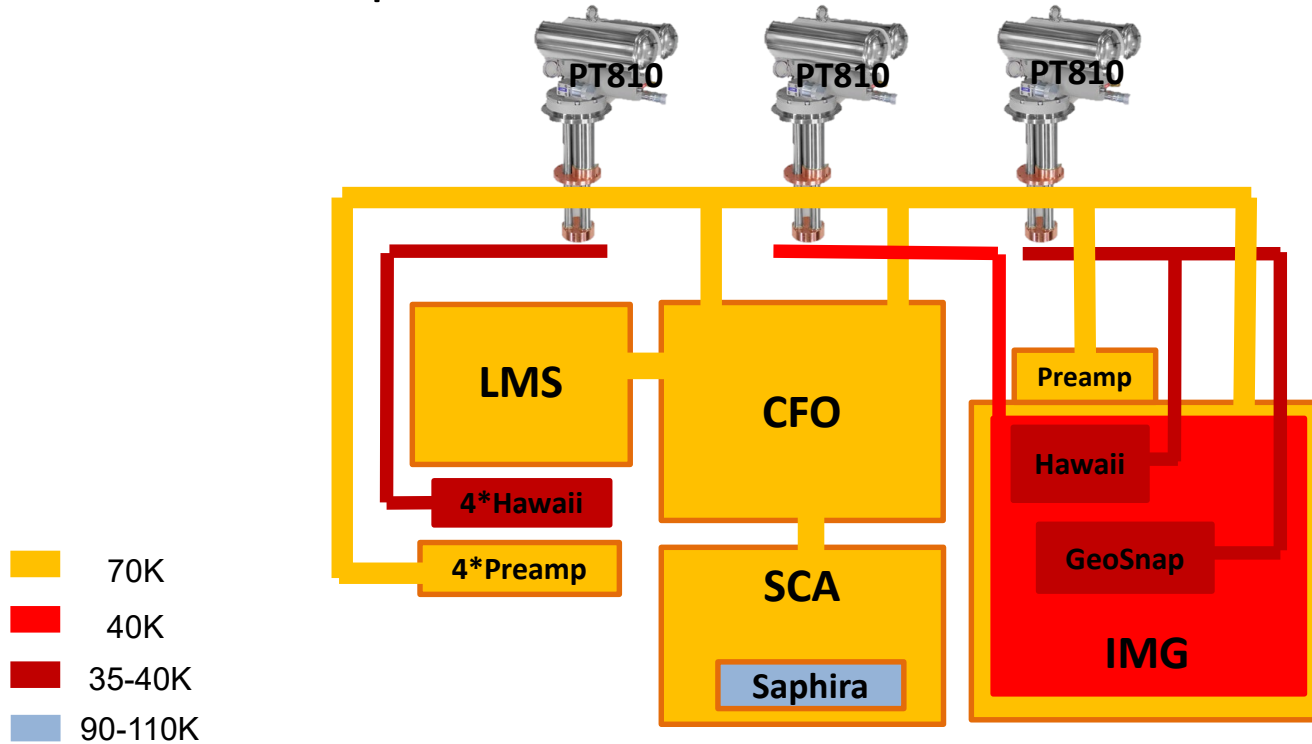 PT810
PT810
PT810
LMS
CFO
Preamp
Hawaii
4*Hawaii
4*Preamp
GeoSnap
SCA
IMG
Saphira
70K
40K
35-40K
90-110K